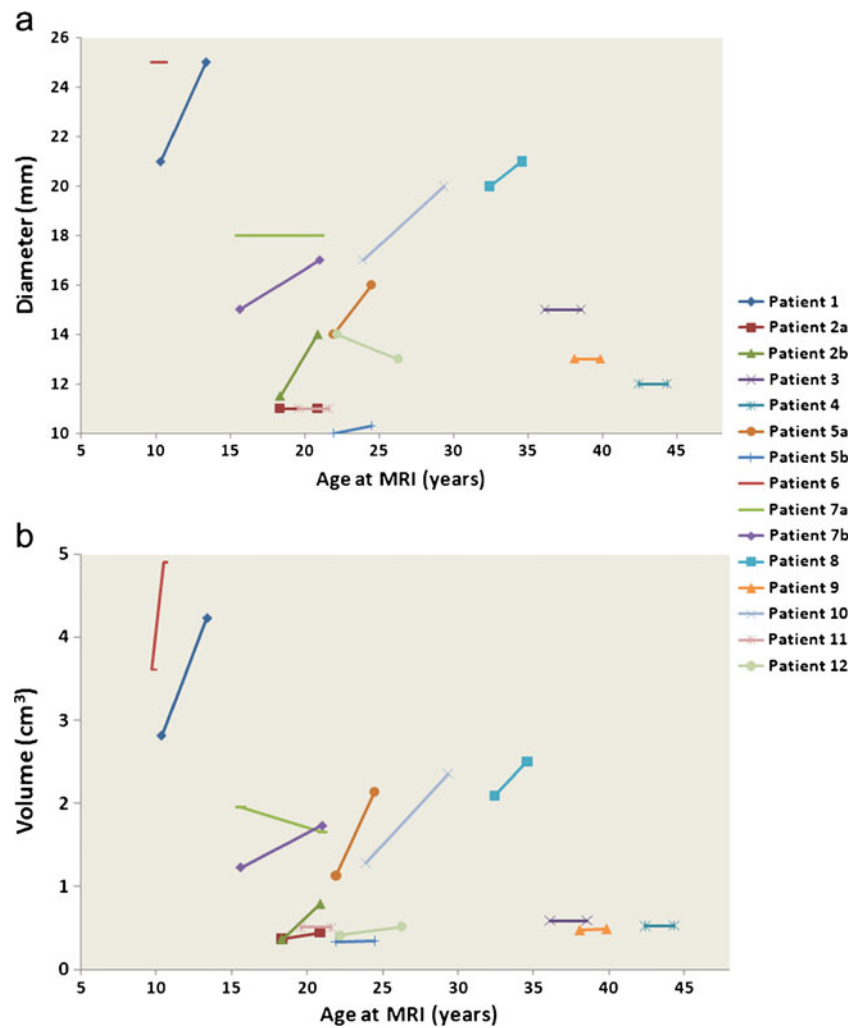 a
26
24
22
20
18
16
14
12
10
Diameter (mm)
5 10 15 20 25 30 35 40 45
Age at MRI (years)
b
5
4
3
2
1
0
Volume (cm³)
5 10 15 20 25 30 35 40 45
Age at MRI (years)
Patient 1
Patient 2a
Patient 2b
Patient 3
Patient 4
Patient 5a
Patient 5b
Patient 6
Patient 7a
Patient 7b
Patient 8
Patient 9
Patient 10
Patient 11
Patient 12